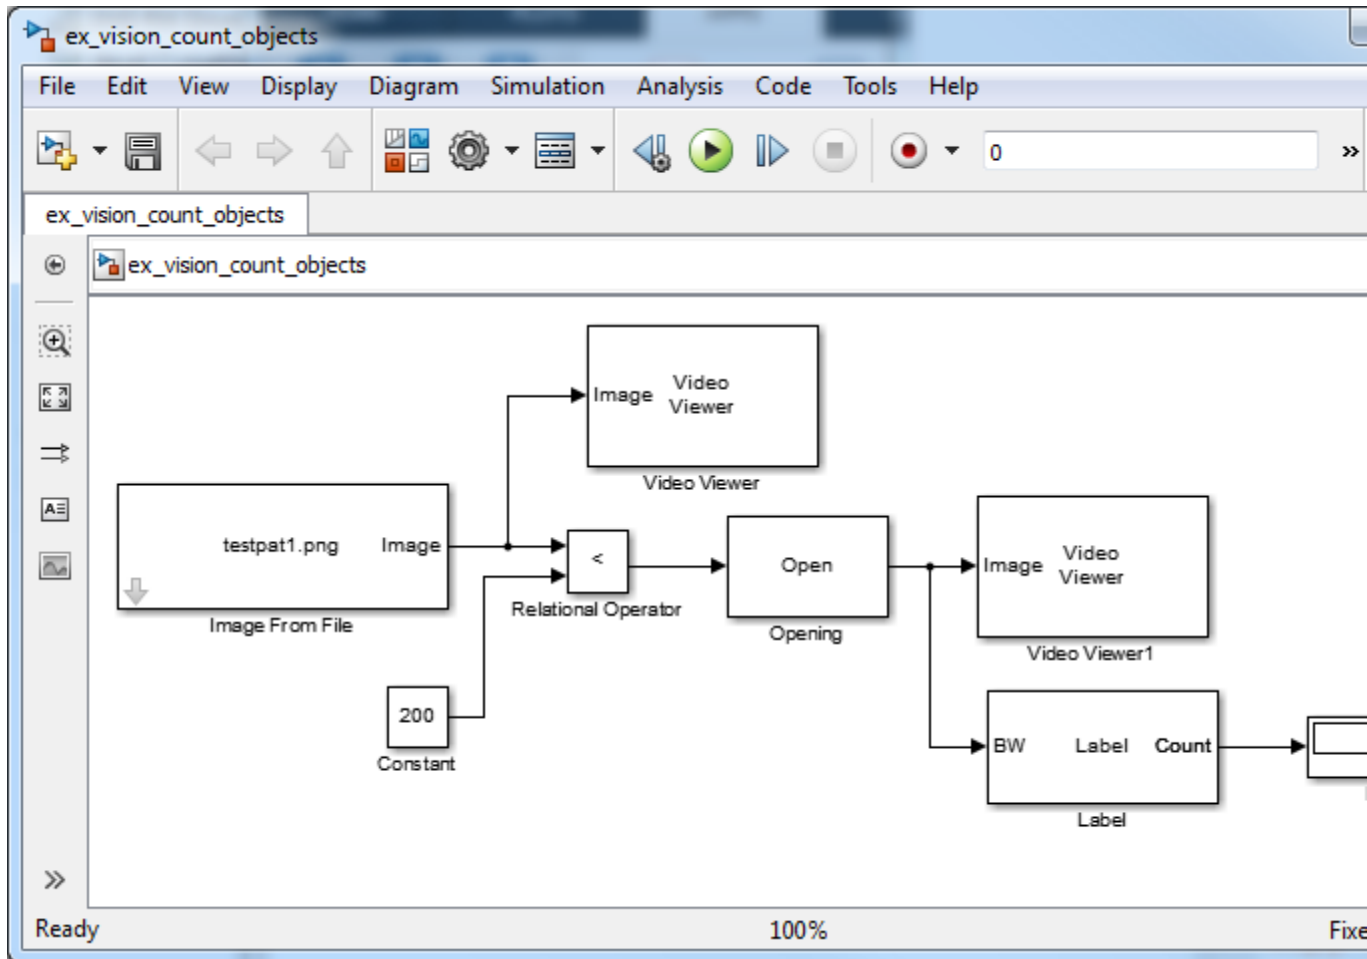 ex_vision_count_objects
File Edit View Display Diagram Simulation Analysis Code Tools Help
0 »
ex_vision_count_objects
ex_vision_count_objects
Image Video
Viewer
Video Viewer
testpat1.png Image
Image From File
<
Relational Operator
Open
Opening
Image Video
Viewer
Video Viewer1
200
Constant
BW Label Count
Label
A
»
Ready 100% Fixe